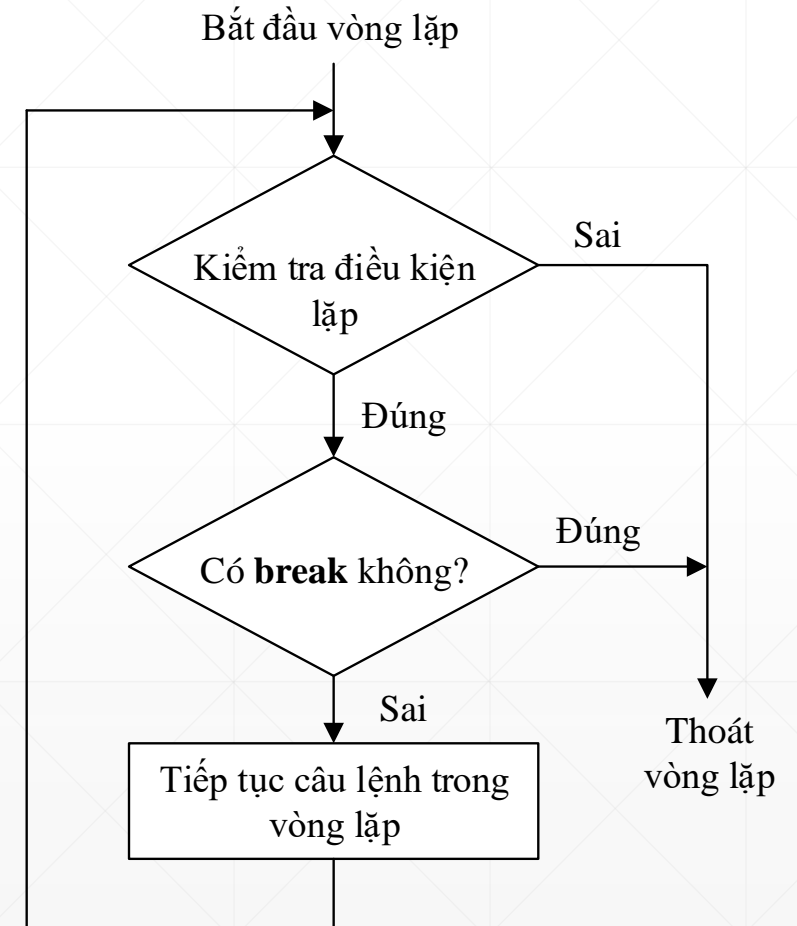 Bắt đầu vòng lặp
Sai
Kiểm tra điều kiện
lặp
Đúng
Đúng
Có break không?
Sai
Thoát
vòng lặp
Tiếp tục câu lệnh trong
vòng lặp